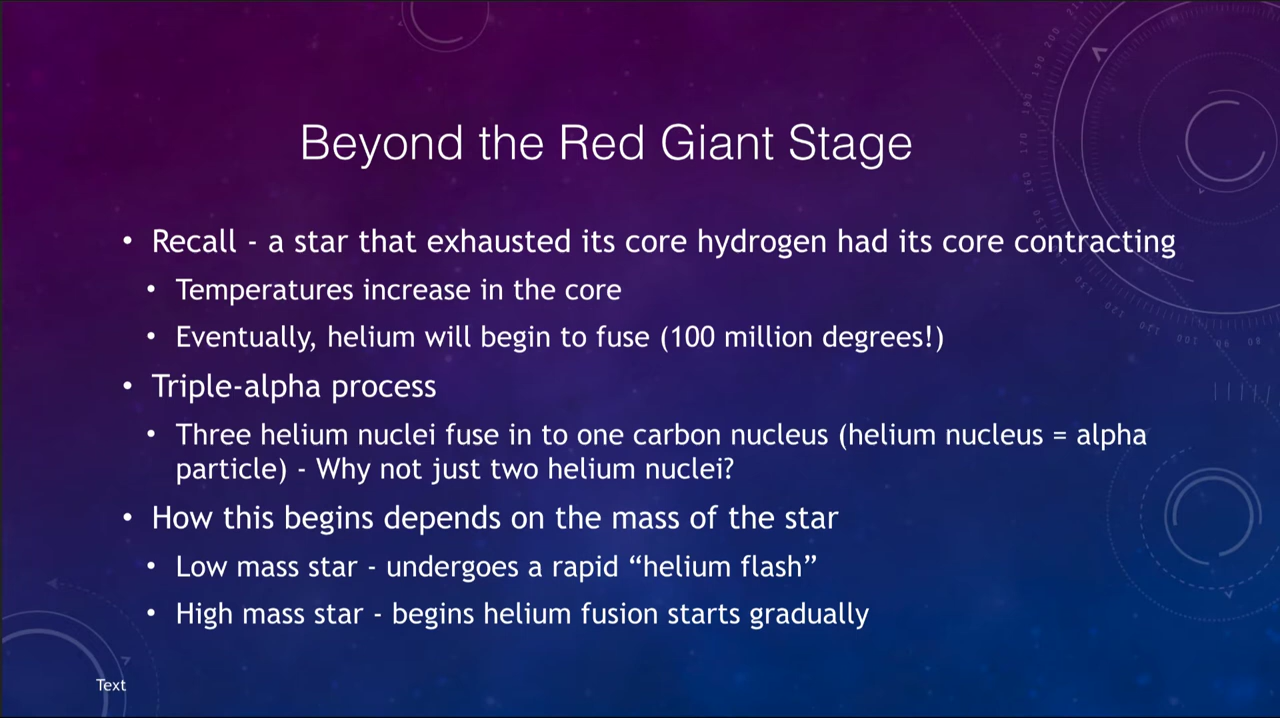 Beyond the Red Giant Stage
• Recall - a star that exhausted its core hydrogen had its core contracting
• Temperatures increase in the core
• Eventually, helium will begin to fuse (100 million degrees!)
• Triple-alpha process
• Three helium nuclei fuse in to one carbon nucleus (helium nucleus = alpha
particle) - Why not just two helium nuclei?
• How this begins depends on the mass of the star
• Low mass star - undergoes a rapid “helium flash”
• High mass star - begins helium fusion starts gradually
Text